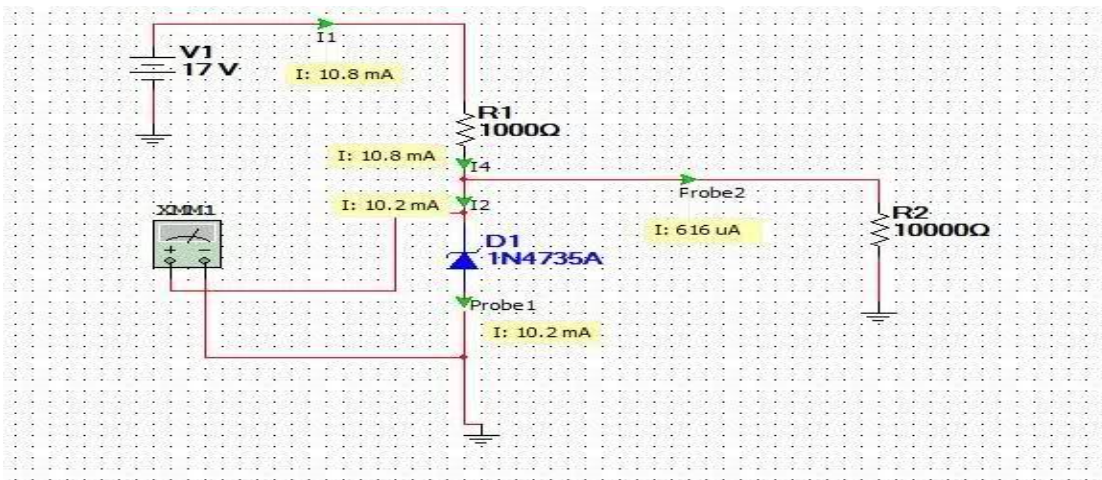 I1
V1
17 V
I: 10.8 mA
R1
1000Ω
I: 10.8 mA
I4
Probe2
I: 10.2 mA
I2
XMM1
I: 616 uA
R2
10000Ω
D1
1N4735A
+ −
Probe1
I: 10.2 mA